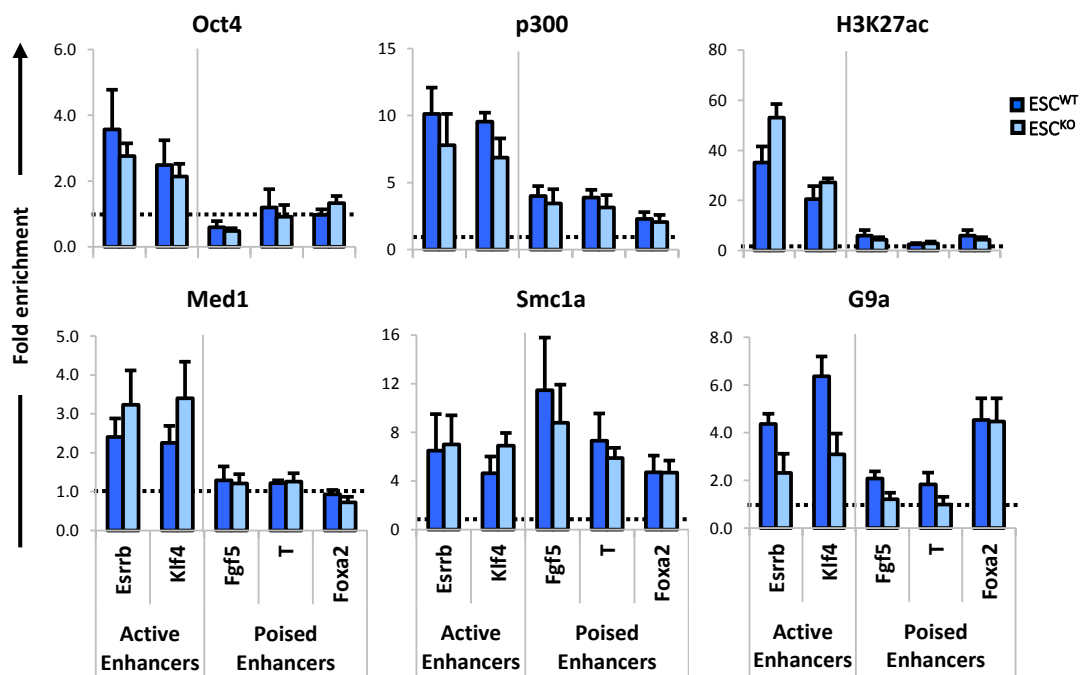 Oct4
p300
H3K27ac
6.0
4.0
2.0
0.0
15
10
5
0
80
60
40
20
0
ESCWT
ESCKO
Fold enrichment
Med1
Smc1a
G9a
5.0
4.0
3.0
2.0
1.0
0.0
16
12
8
4
0
8.0
6.0
4.0
2.0
0.0
Esrrb
Klf4
Fgf5
T
Foxa2
Esrrb
Klf4
Fgf5
T
Foxa2
Esrrb
Klf4
Fgf5
T
Foxa2
Active
Enhancers
Poised
Enhancers
Active
Enhancers
Poised
Enhancers
Active
Enhancers
Poised
Enhancers